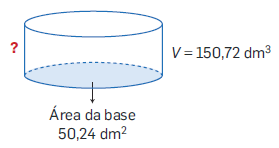 ?
V = 150,72 dm³
Área da base
50,24 dm²